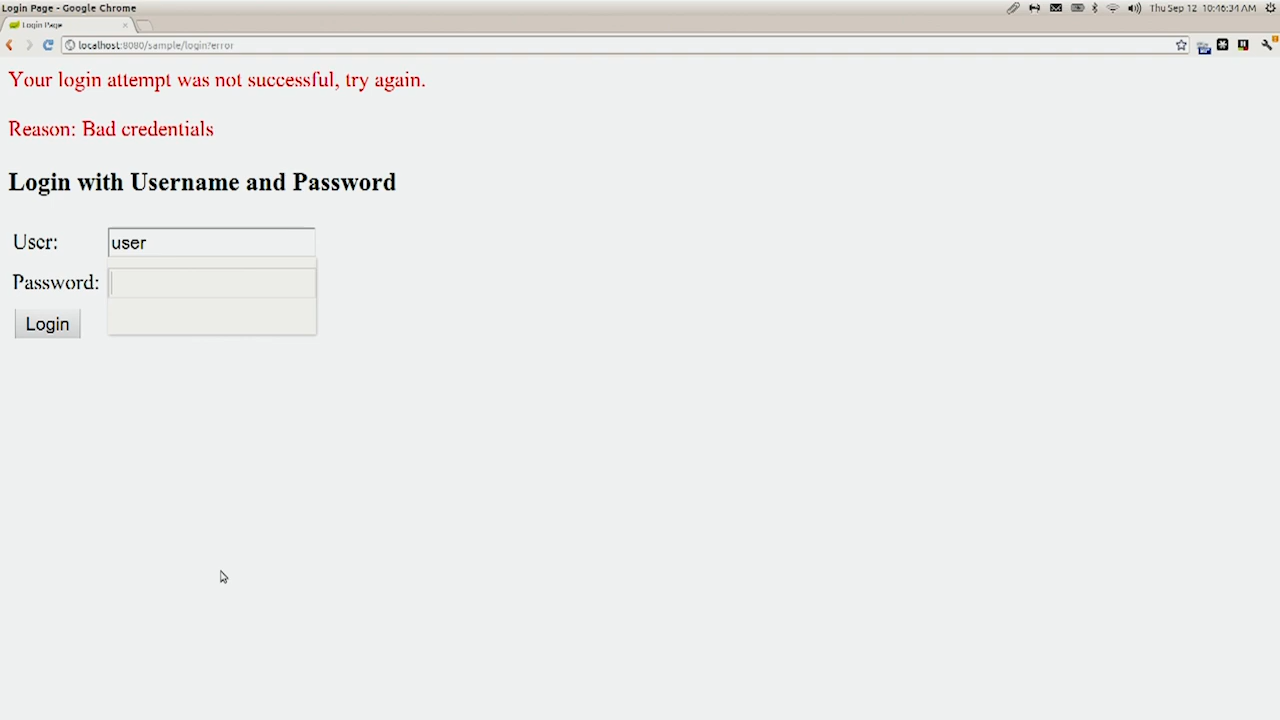 Login Page - Google Chrome
Thu Sep 12 10:46:34 AM
Login Page
localhost:8080/sample/login?error
Your login attempt was not successful, try again.
Reason: Bad credentials
Login with Username and Password
User: user
Password:
Login